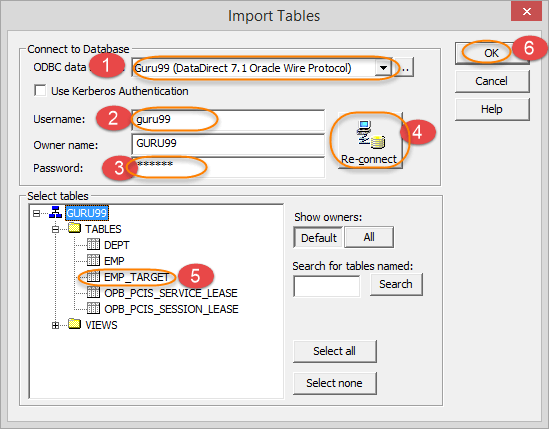 Import Tables
Connect to Database
ODBC data
1
Guru99 (DataDirect 7.1 Oracle Wire Protocol)
..
6
OK
Use Kerberos Authentication
Cancel
Username:
2
guru99
Help
Owner name:
GURU99
4
Re-connect
Password:
3
******
Select tables
GURU99
TABLES
DEPT
EMP
EMP_TARGET
5
OPB_PCIS_SERVICE_LEASE
OPB_PCIS_SESSION_LEASE
VIEWS
Show owners:
Default
All
Search for tables named:
Search
Select all
Select none